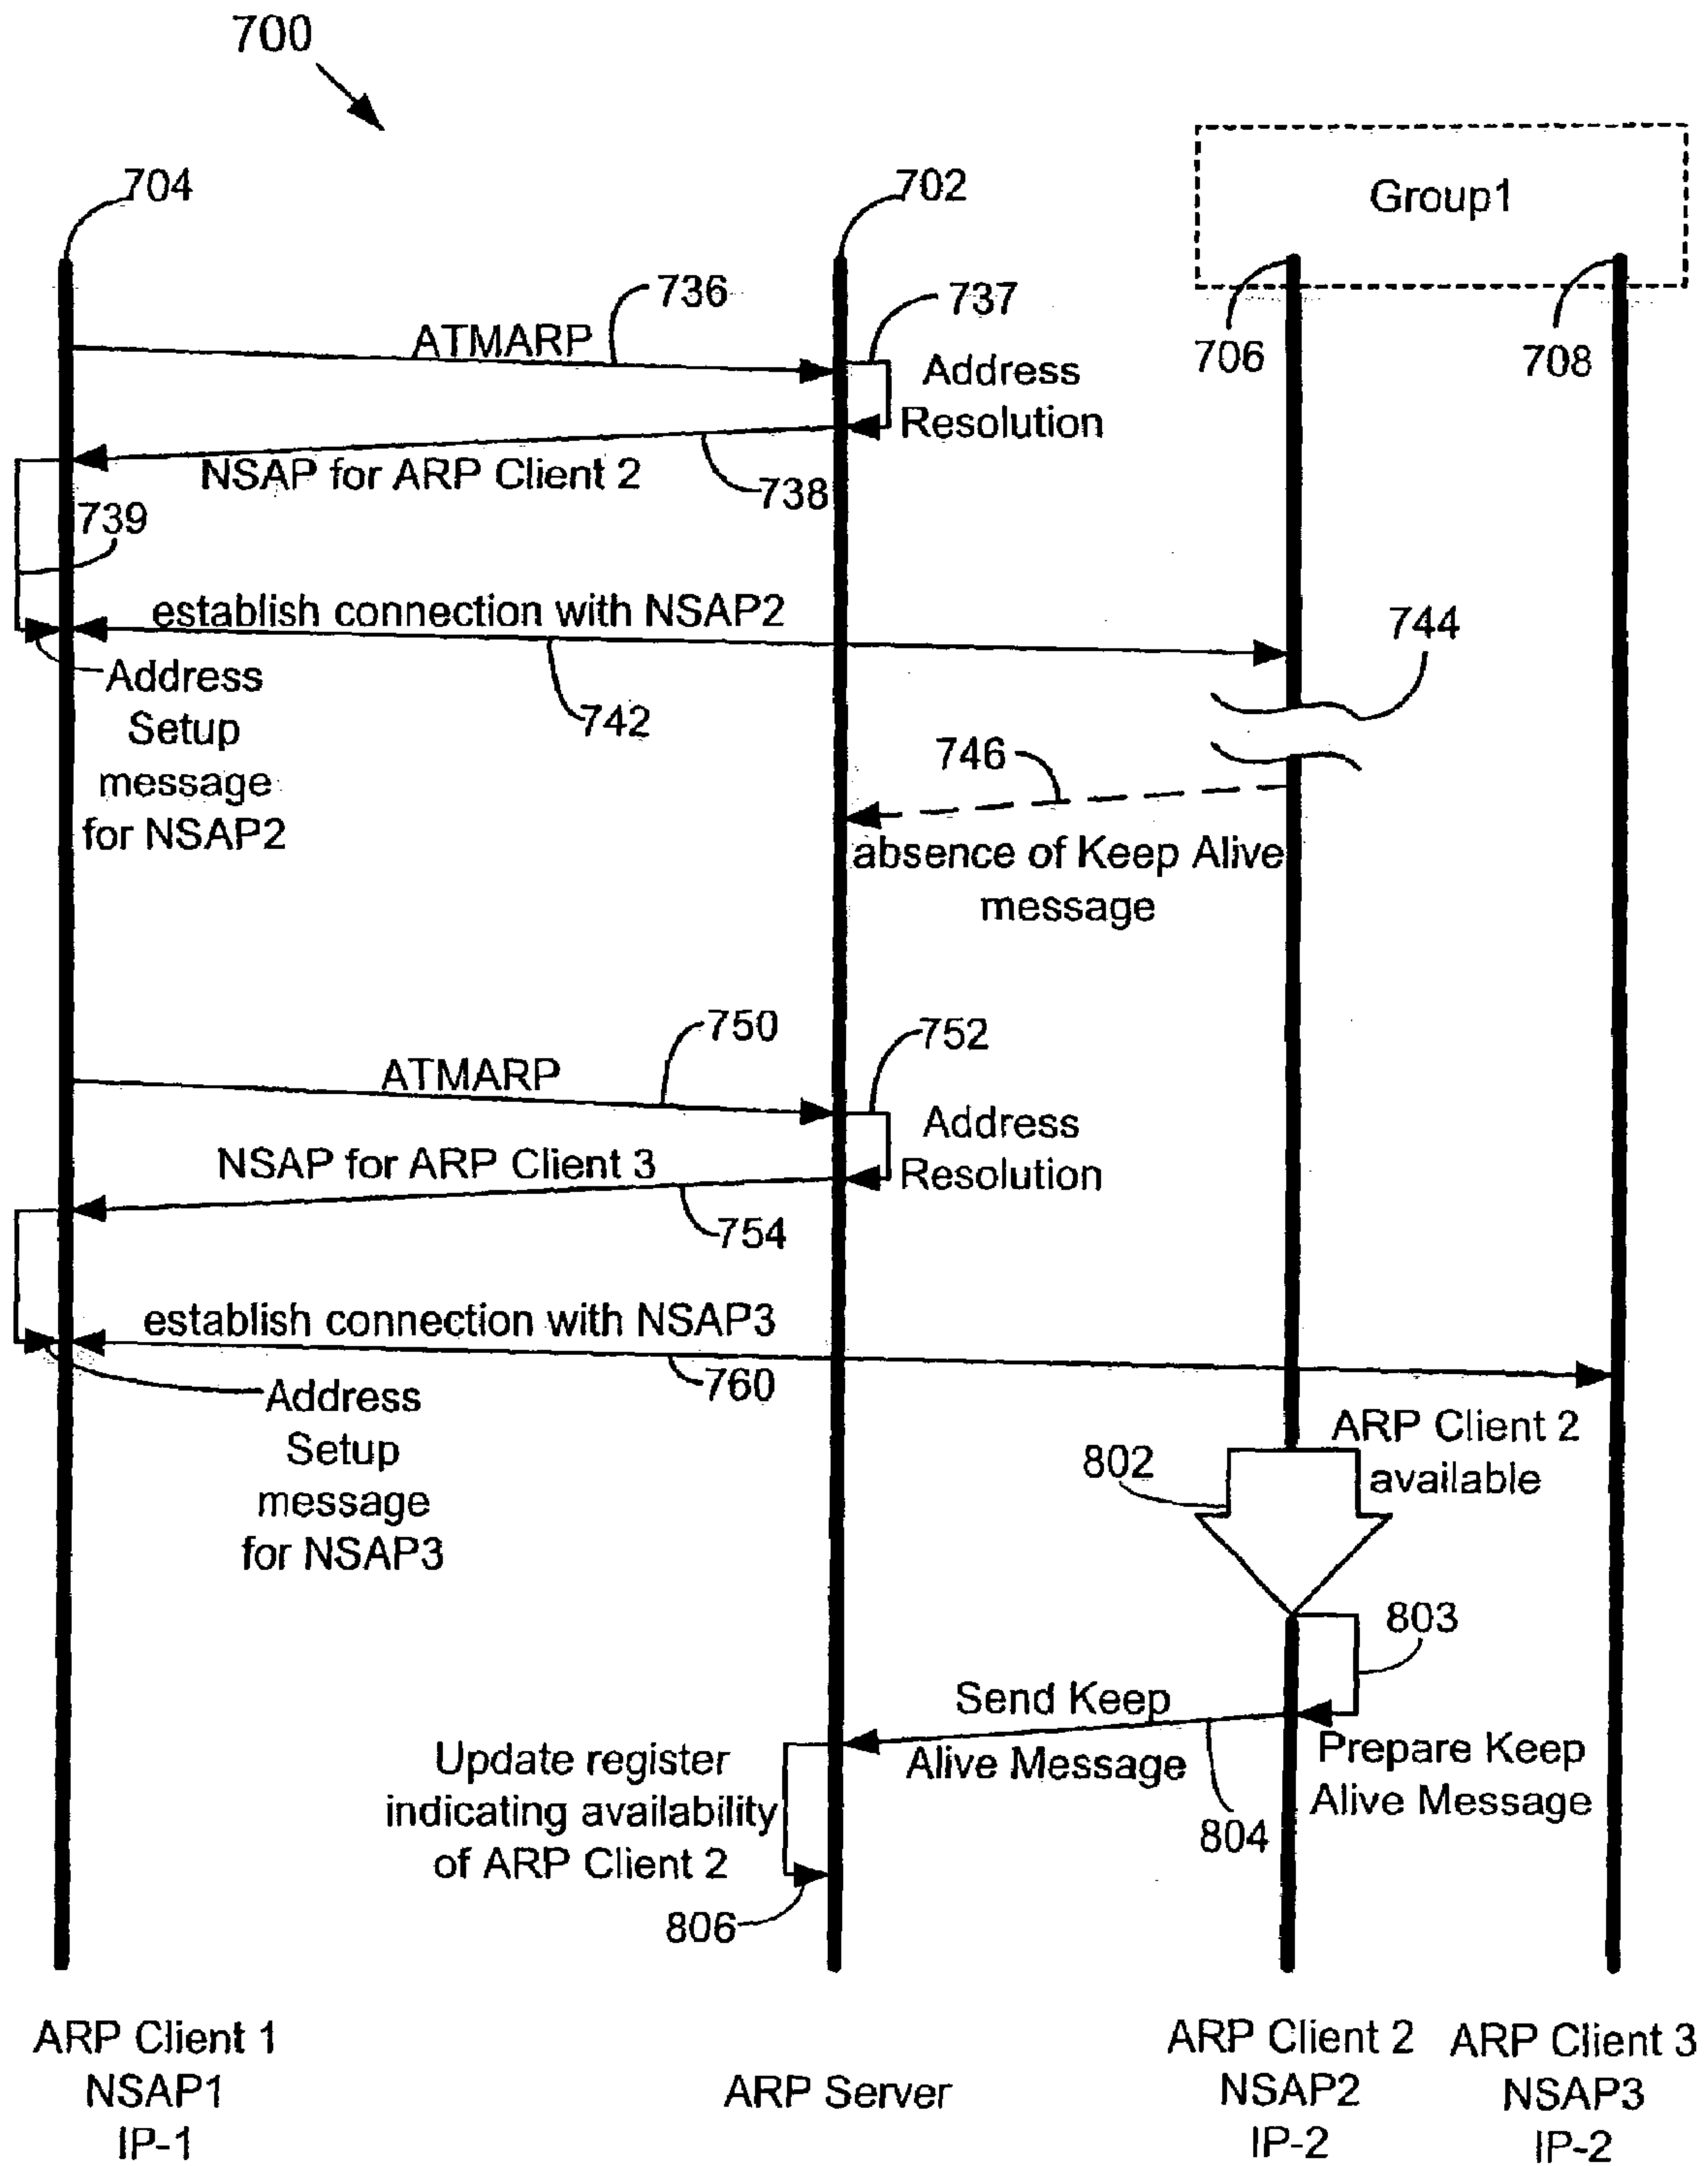 700
704
702
Group1
736
737
706
708
ATMARP
Address
Resolution
NSAP for ARP Client 2
738
739
establish connection with NSAP2
744
742
Address
Setup
message
for NSAP2
746
absence of Keep Alive
message
750
752
ATMARP
Address
Resolution
NSAP for ARP Client 3
754
establish connection with NSAP3
760
Address
Setup
message
for NSAP3
ARP Client 2
available
802
803
Send Keep
Alive Message
Prepare Keep
Alive Message
804
Update register
indicating availability
of ARP Client 2
806
ARP Client 1
NSAP1
IP-1
ARP Server
ARP Client 2
NSAP2
IP-2
ARP Client 3
NSAP3
IP-2